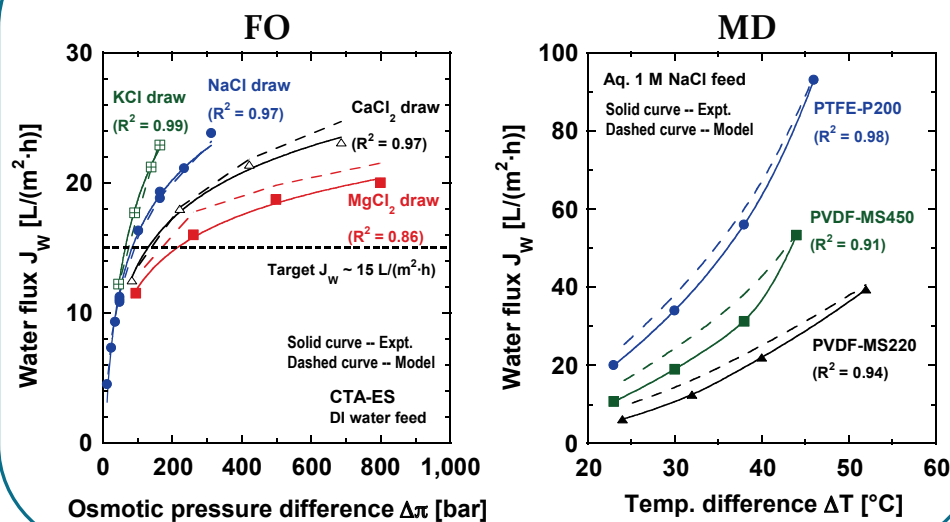 FO
Water flux J_W [L/(m²·h)]
30
20
10
0
KCl draw
(R² = 0.99)
NaCl draw
(R² = 0.97)
CaCl₂ draw
(R² = 0.97)
MgCl₂ draw
(R² = 0.86)
Target J_W ~ 15 L/(m²·h)
Solid curve -- Expt.
Dashed curve -- Model
CTA-ES
DI water feed
0 200 400 600 800 1,000
Osmotic pressure difference Δπ [bar]
MD
Water flux J_W [L/(m²·h)]
100
80
60
40
20
0
Aq. 1 M NaCl feed
Solid curve -- Expt.
Dashed curve -- Model
PTFE-P200
(R² = 0.98)
PVDF-MS450
(R² = 0.91)
PVDF-MS220
(R² = 0.94)
20 30 40 50 60
Temp. difference ΔT [°C]